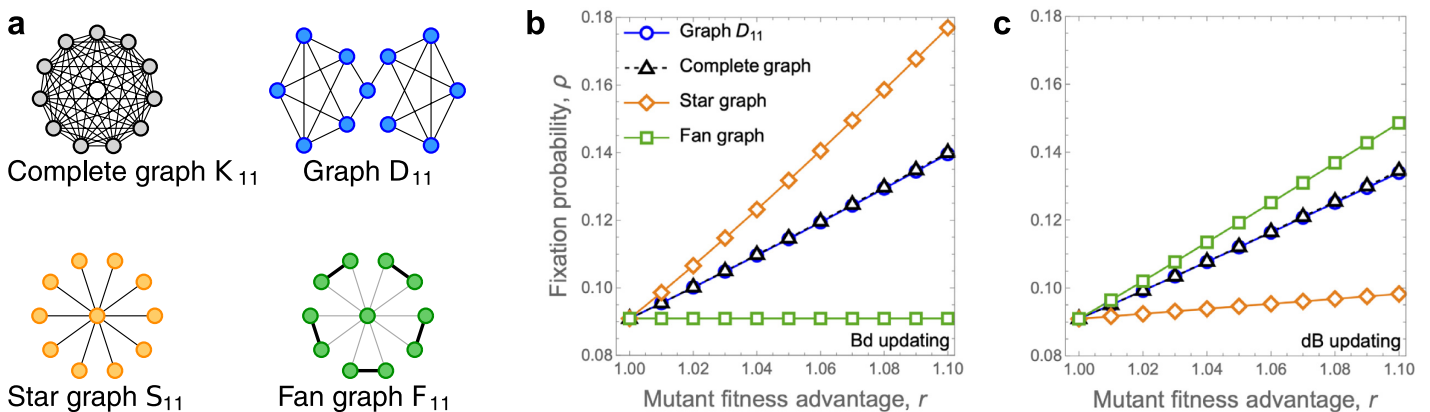 a
Complete graph K11
Graph D11
Star graph S11
Fan graph F11
b
Fixation probability, ρ
0.18
0.16
0.14
0.12
0.10
0.08
Graph D11
Complete graph
Star graph
Fan graph
Bd updating
1.00 1.02 1.04 1.06 1.08 1.10
Mutant fitness advantage, r
c
0.18
0.16
0.14
0.12
0.10
0.08
dB updating
1.00 1.02 1.04 1.06 1.08 1.10
Mutant fitness advantage, r